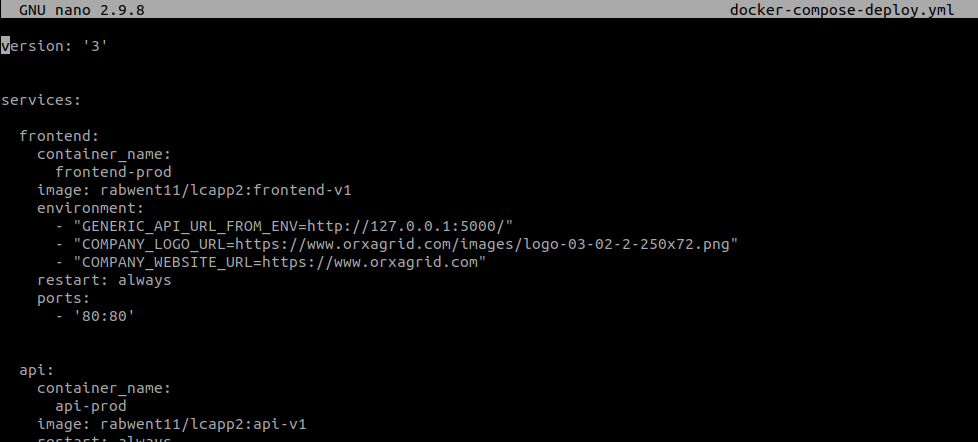 GNU nano 2.9.8 docker-compose-deploy.yml
version: '3'
services:
  frontend:
    container_name:
      frontend-prod
    image: rabwent11/lcapp2:frontend-v1
    environment:
      - "GENERIC_API_URL_FROM_ENV=http://127.0.0.1:5000/"
      - "COMPANY_LOGO_URL=https://www.orxagrid.com/images/logo-03-02-2-250x72.png"
      - "COMPANY_WEBSITE_URL=https://www.orxagrid.com"
    restart: always
    ports:
      - '80:80'
  api:
    container_name:
      api-prod
    image: rabwent11/lcapp2:api-v1
    restart: always